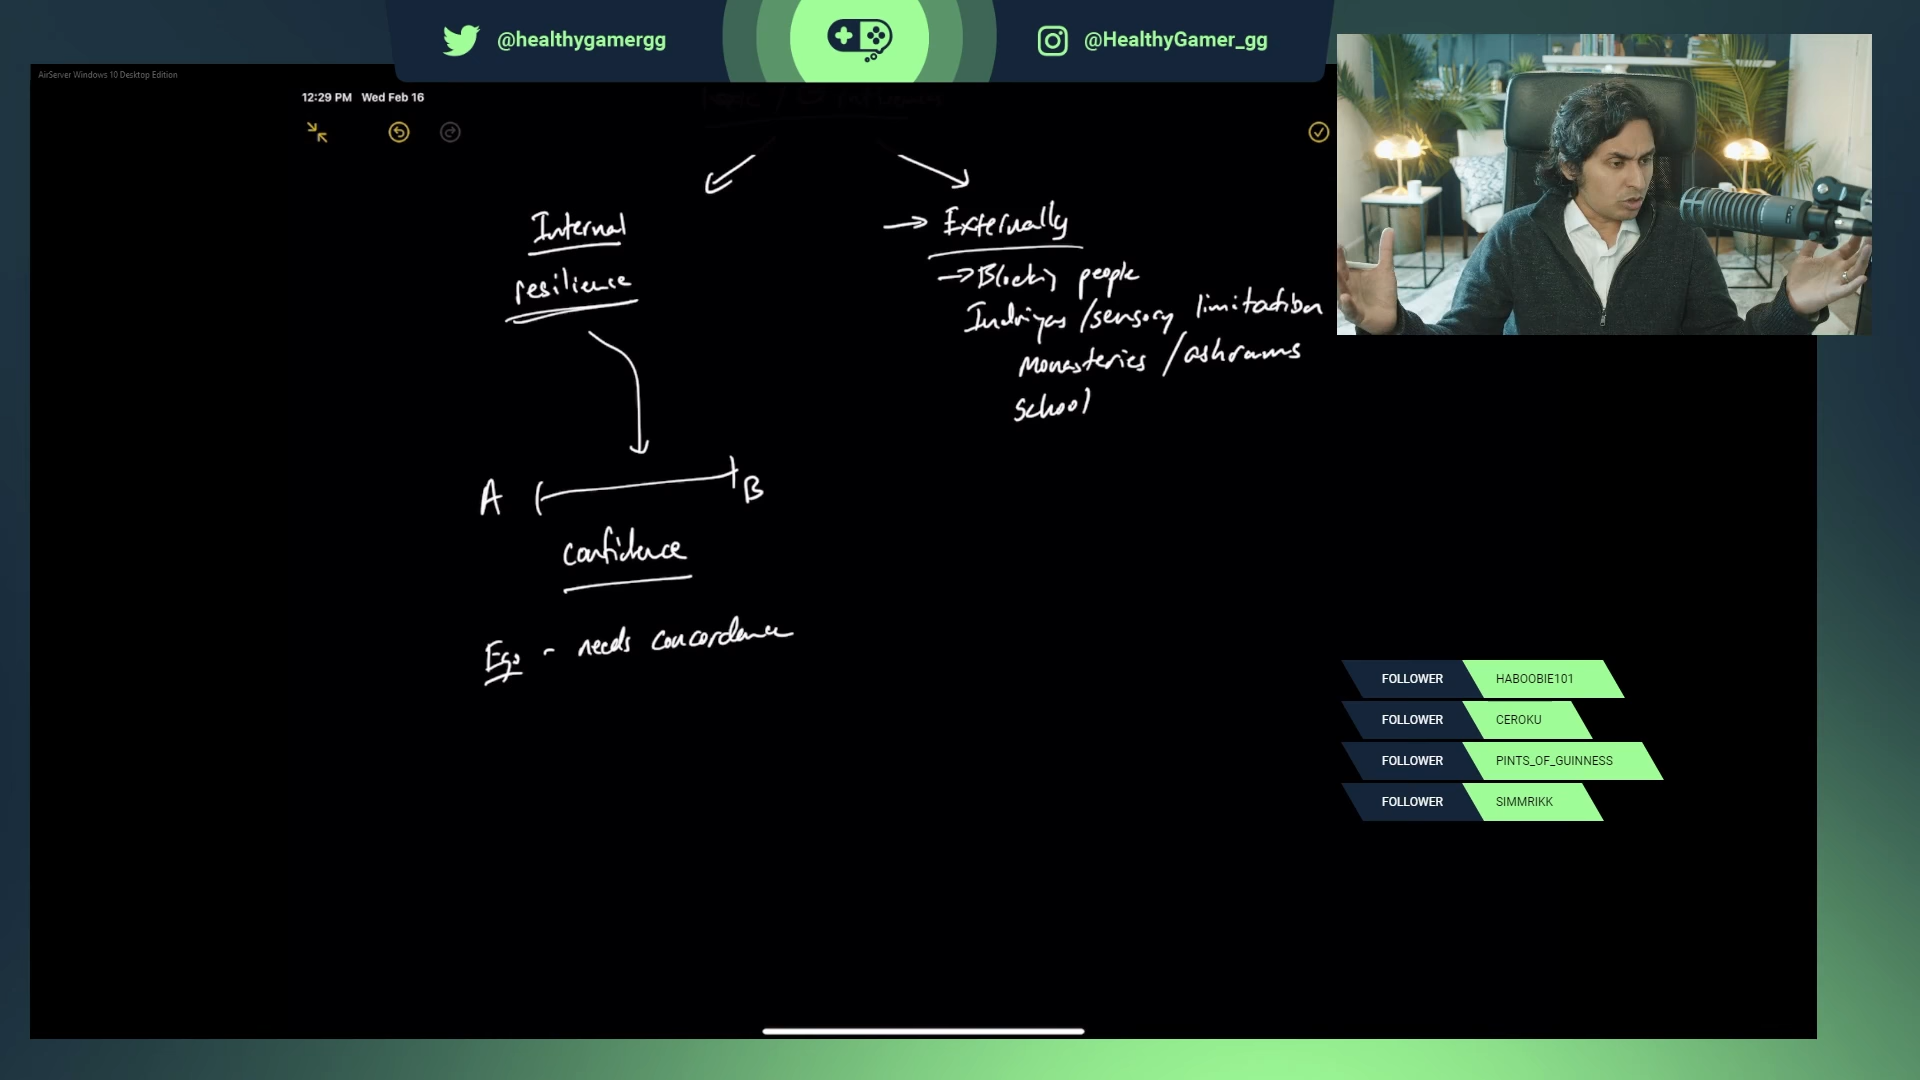 @healthygamergg
@HealthyGamer_gg
AirServer Windows 10 Desktop Edition
12:29 PM Wed Feb 16
Internal
resilience
Externally
Blocking people
Indriyas/sensory limitation
Monasteries/ashrams
School
A
B
confidence
Ego - needs concordance
FOLLOWER HABOOBIE101
FOLLOWER CEROKU
FOLLOWER PINTS_OF_GUINNESS
FOLLOWER SIMMRIKK